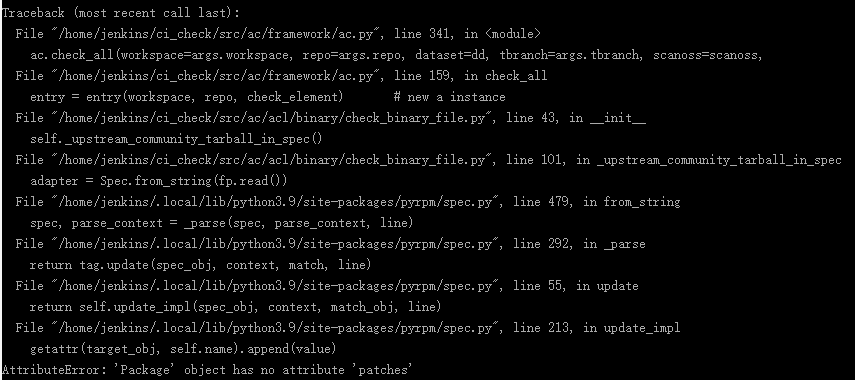 Traceback (most recent call last):
  File "/home/jenkins/ci_check/src/ac/framework/ac.py", line 341, in <module>
    ac.check_all(workspace=args.workspace, repo=args.repo, dataset=dd, tbranch=args.tbranch, scanoss=scanoss,
  File "/home/jenkins/ci_check/src/ac/framework/ac.py", line 159, in check_all
    entry = entry(workspace, repo, check_element)       # new a instance
  File "/home/jenkins/ci_check/src/ac/acl/binary/check_binary_file.py", line 43, in __init__
    self._upstream_community_tarball_in_spec()
  File "/home/jenkins/ci_check/src/ac/acl/binary/check_binary_file.py", line 101, in _upstream_community_tarball_in_spec
    adapter = Spec.from_string(fp.read())
  File "/home/jenkins/.local/lib/python3.9/site-packages/pyrpm/spec.py", line 479, in from_string
    spec, parse_context = _parse(spec, parse_context, line)
  File "/home/jenkins/.local/lib/python3.9/site-packages/pyrpm/spec.py", line 292, in _parse
    return tag.update(spec_obj, context, match, line)
  File "/home/jenkins/.local/lib/python3.9/site-packages/pyrpm/spec.py", line 55, in update
    return self.update_impl(spec_obj, context, match_obj, line)
  File "/home/jenkins/.local/lib/python3.9/site-packages/pyrpm/spec.py", line 213, in update_impl
    getattr(target_obj, self.name).append(value)
AttributeError: 'Package' object has no attribute 'patches'